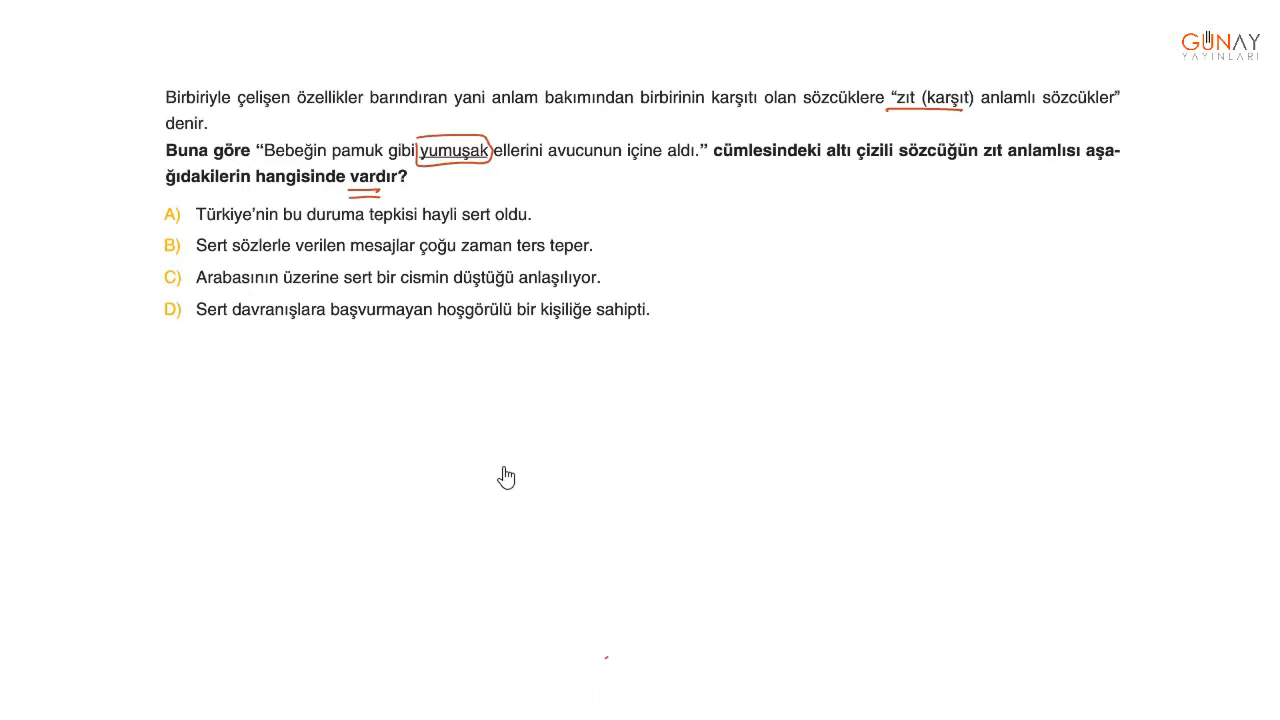 GÜNAY
YAYINLARI
Birbiriyle çelişen özellikler barındıran yani anlam bakımından birbirinin karşıtı olan sözcüklere “zıt (karşıt) anlamlı sözcükler”
denir.
Buna göre “Bebeğin pamuk gibi yumuşak ellerini avucunun içine aldı.” cümlesindeki altı çizili sözcüğün zıt anlamlısı aşa-
ğıdakilerin hangisinde vardır?
A) Türkiye’nin bu duruma tepkisi hayli sert oldu.
B) Sert sözlerle verilen mesajlar çoğu zaman ters teper.
C) Arabasının üzerine sert bir cismin düştüğü anlaşılıyor.
D) Sert davranışlara başvurmayan hoşgörülü bir kişiliğe sahipti.